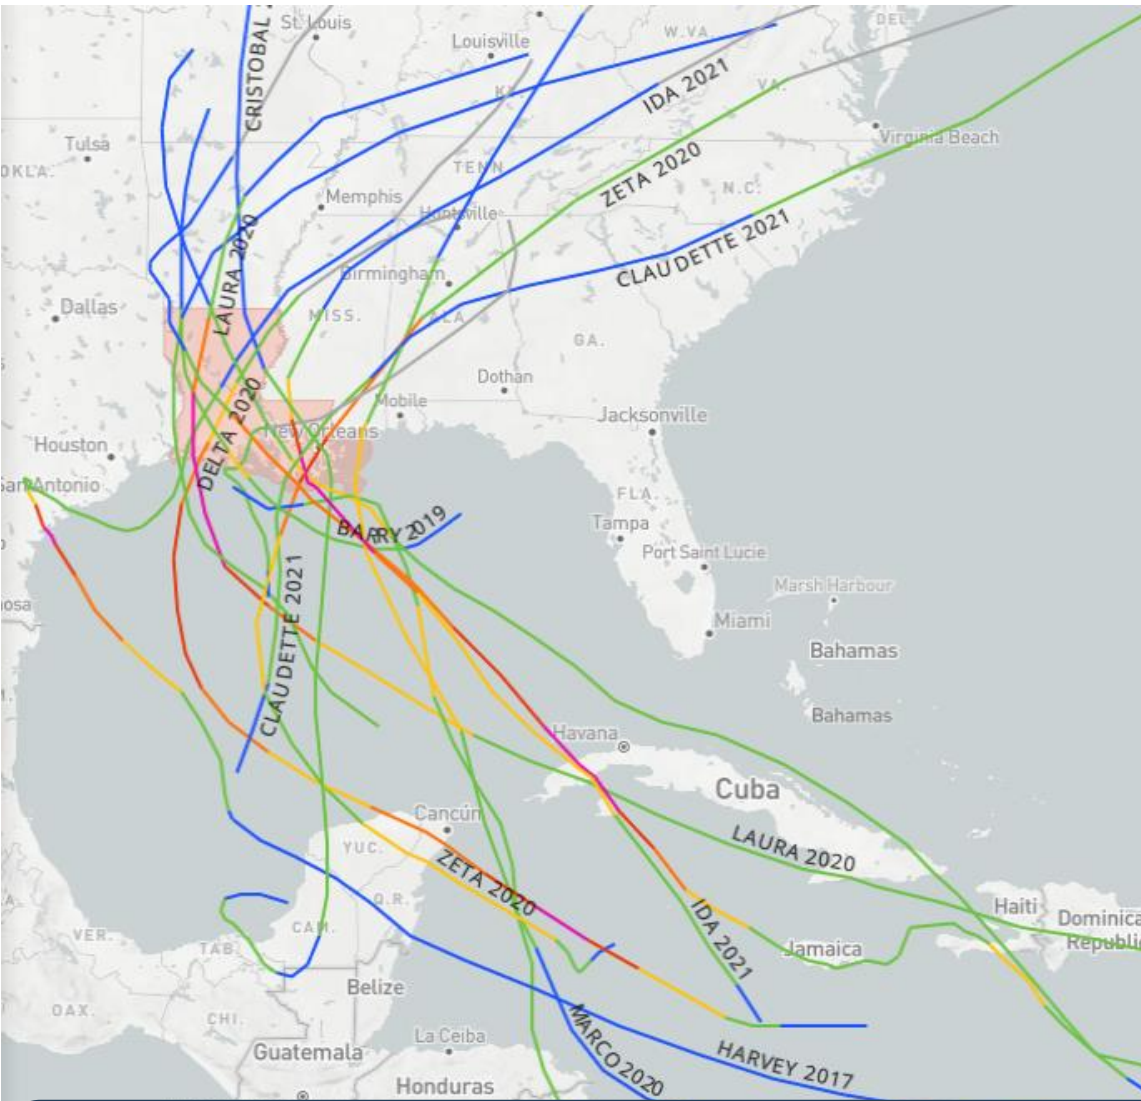 St. Louis
CRISTOBAL
DEL.
W.VA
Louisville
KY.
VA.
IDA 2021
Tulsa
Virginia Beach
OKLA.
TENN
ZETA 2020
N.C.
Memphis
Huntsville
CLAUDETTE 2021
LAURA 2020
Birmingham
Dallas
MISS.
ALA.
GA.
Dothan
DELTA 2020
Mobile
Jacksonville
New Orleans
Houston
San Antonio
FLA.
BARRY 2019
Tampa
Port Saint Lucie
CLAUDETTE 2021
Marsh Harbour
Miami
Bahamas
Bahamas
Havana
Cuba
Cancún
LAURA 2020
YUC.
ZETA 2020
Q.R.
Haiti
Dominica
Republi
CAM.
VER.
TAB.
IDA 2021
Jamaica
Belize
OAX.
CHI.
MARCO 2020
La Ceiba
Guatemala
HARVEY 2017
Honduras